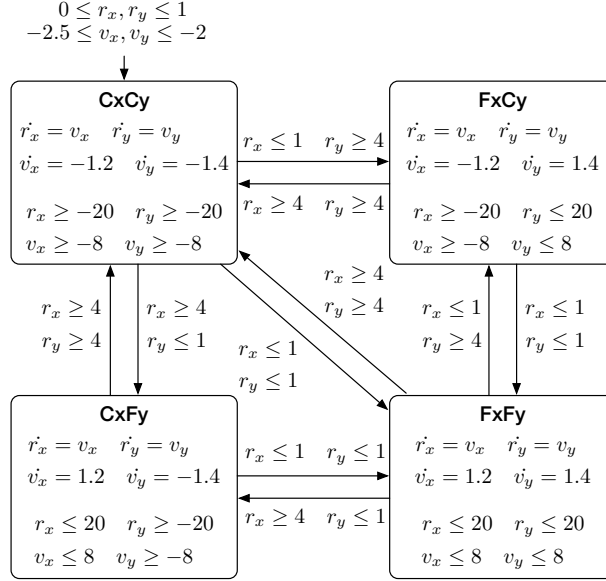 0 ≤ r_x, r_y ≤ 1
−2.5 ≤ v_x, v_y ≤ −2
CxCy
ṙ_x = v_x ṙ_y = v_y
v̇_x = −1.2 v̇_y = −1.4
r_x ≥ −20 r_y ≥ −20
v_x ≥ −8 v_y ≥ −8
r_x ≤ 1 r_y ≥ 4
r_x ≥ 4 r_y ≥ 4
FxCy
ṙ_x = v_x ṙ_y = v_y
v̇_x = −1.2 v̇_y = 1.4
r_x ≥ −20 r_y ≤ 20
v_x ≥ −8 v_y ≤ 8
r_x ≥ 4
r_y ≥ 4
r_x ≥ 4
r_y ≤ 1
r_x ≤ 1
r_y ≤ 1
r_x ≥ 4
r_y ≥ 4
r_x ≤ 1
r_y ≥ 4
r_x ≤ 1
r_y ≤ 1
CxFy
ṙ_x = v_x ṙ_y = v_y
v̇_x = 1.2 v̇_y = −1.4
r_x ≤ 20 r_y ≥ −20
v_x ≤ 8 v_y ≥ −8
r_x ≤ 1 r_y ≤ 1
r_x ≥ 4 r_y ≤ 1
FxFy
ṙ_x = v_x ṙ_y = v_y
v̇_x = 1.2 v̇_y = 1.4
r_x ≤ 20 r_y ≤ 20
v_x ≤ 8 v_y ≤ 8